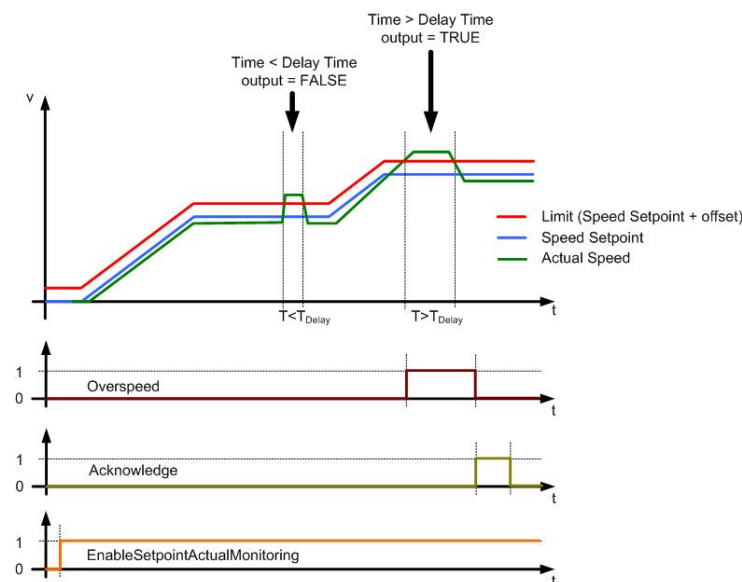 Time > Delay Time
output = TRUE
Time < Delay Time
output = FALSE
v
Limit (Speed Setpoint + offset)
Speed Setpoint
Actual Speed
t
T<T_Delay
T>T_Delay
1
Overspeed
0
t
1
Acknowledge
0
t
1
EnableSetpointActualMonitoring
0
t